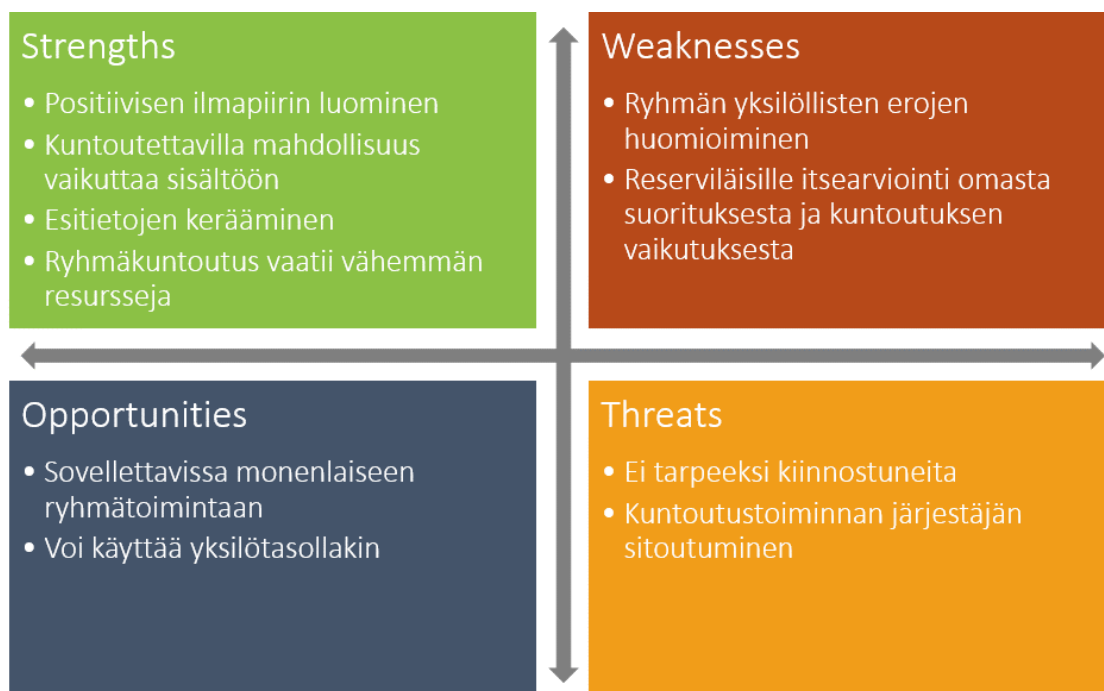 Strengths
• Positiivisen ilmapiirin luominen
• Kuntoutettavilla mahdollisuus
vaikuttaa sisältöön
• Esitietojen kerääminen
• Ryhmäkuntoutus vaatii vähemmän
resursseja
Weaknesses
• Ryhmän yksilöllisten erojen
huomioiminen
• Reserviläisille itsearviointi omasta
suorituksesta ja kuntoutuksen
vaikutuksesta
Opportunities
• Sovellettavissa monenlaiseen
ryhmätoimintaan
• Voi käyttää yksilötasollakin
Threats
• Ei tarpeeksi kiinnostuneita
• Kuntoutustoiminnan järjestäjän
sitoutuminen